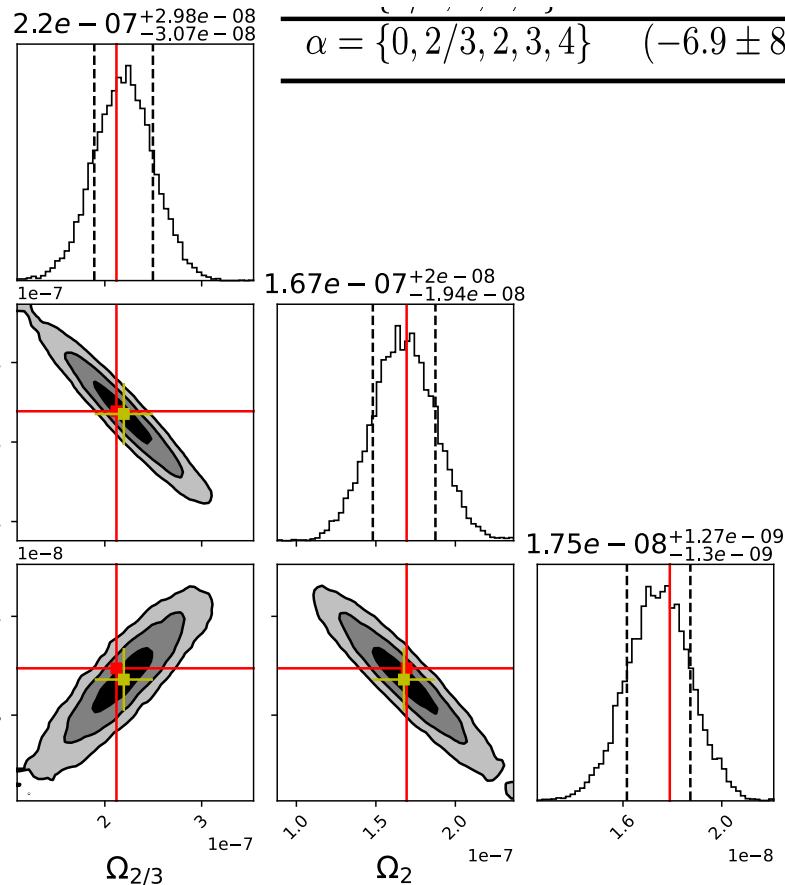 2.2e−07+2.98e−08−3.07e−08
α = {0, 2/3, 2, 3, 4} (−6.9 ± 8
1e−7
1.67e−07+2e−08−1.94e−08
1e−8
1.75e−08+1.27e−09−1.3e−09
2 3
1e−7
Ω2/3
1.0 1.5 2.0
1e−7
Ω2
1.6 2.0
1e−8